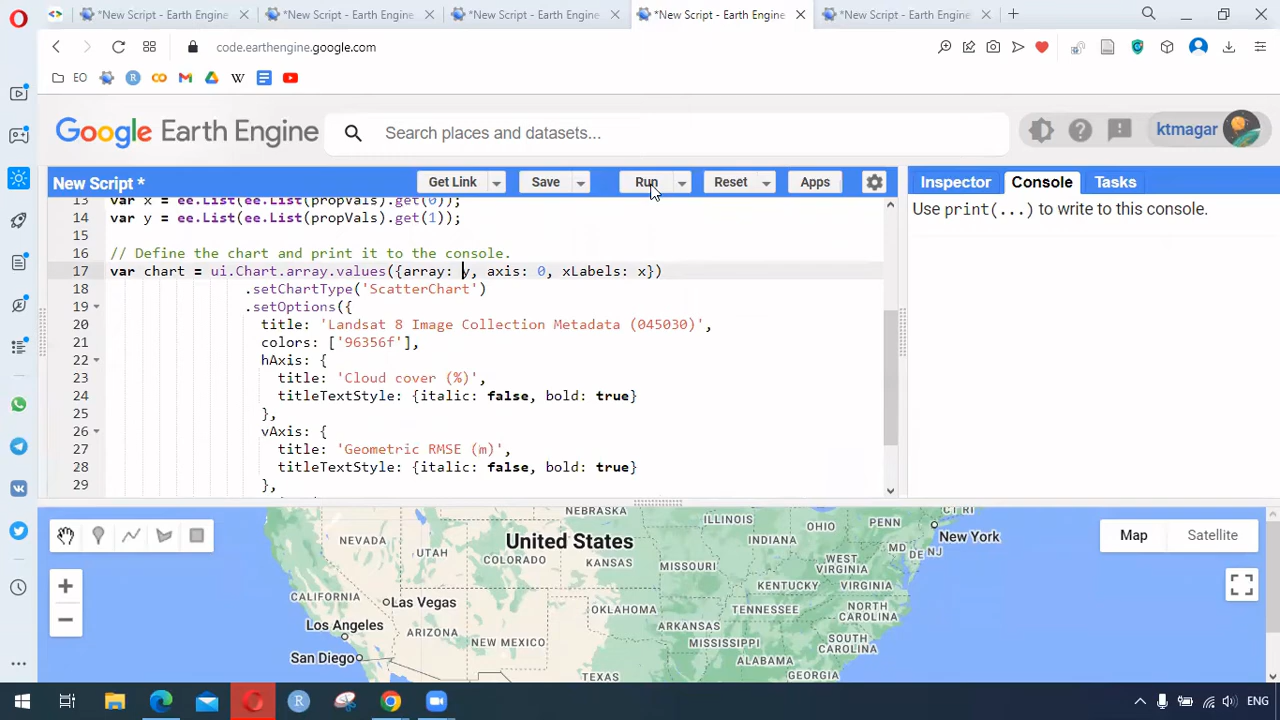 *New Script - Earth Engine
*New Script - Earth Engine
*New Script - Earth Engine
*New Script - Earth Engine
*New Script - Earth Engine
code.earthengine.google.com
EO
Google Earth Engine
Search places and datasets...
ktmagar
New Script *
Get Link
Save
Run
Reset
Apps
Inspector
Console
Tasks
Use print(...) to write to this console.
13 var x = ee.List(ee.List(propVals).get(0));
14 var y = ee.List(ee.List(propVals).get(1));
15
16 // Define the chart and print it to the console.
17 var chart = ui.Chart.array.values({array: y, axis: 0, xLabels: x})
18 .setChartType('ScatterChart')
19 .setOptions({
20 title: 'Landsat 8 Image Collection Metadata (045030)',
21 colors: ['96356f'],
22 hAxis: {
23 title: 'Cloud cover (%)',
24 titleTextStyle: {italic: false, bold: true}
25 },
26 vAxis: {
27 title: 'Geometric RMSE (m)',
28 titleTextStyle: {italic: false, bold: true}
29 },
NEBRASKA
ILLINOIS
OHIO
PENN
CT RI
New York
NEVADA
United States
INDIANA
MD DE NJ
UTAH
COLORADO
KANSAS
MISSOURI
WEST
VIRGINIA
KENTUCKY
VIRGINIA
CALIFORNIA
Las Vegas
OKLAHOMA
TENNESSEE
NORTH
CAROLINA
Los Angeles
ARIZONA
NEW MEXICO
ARKANSAS
MISSISSIPPI
SOUTH
CAROLINA
San Diego
ALABAMA
TEXAS
GEORGIA
Map
Satellite
ENG